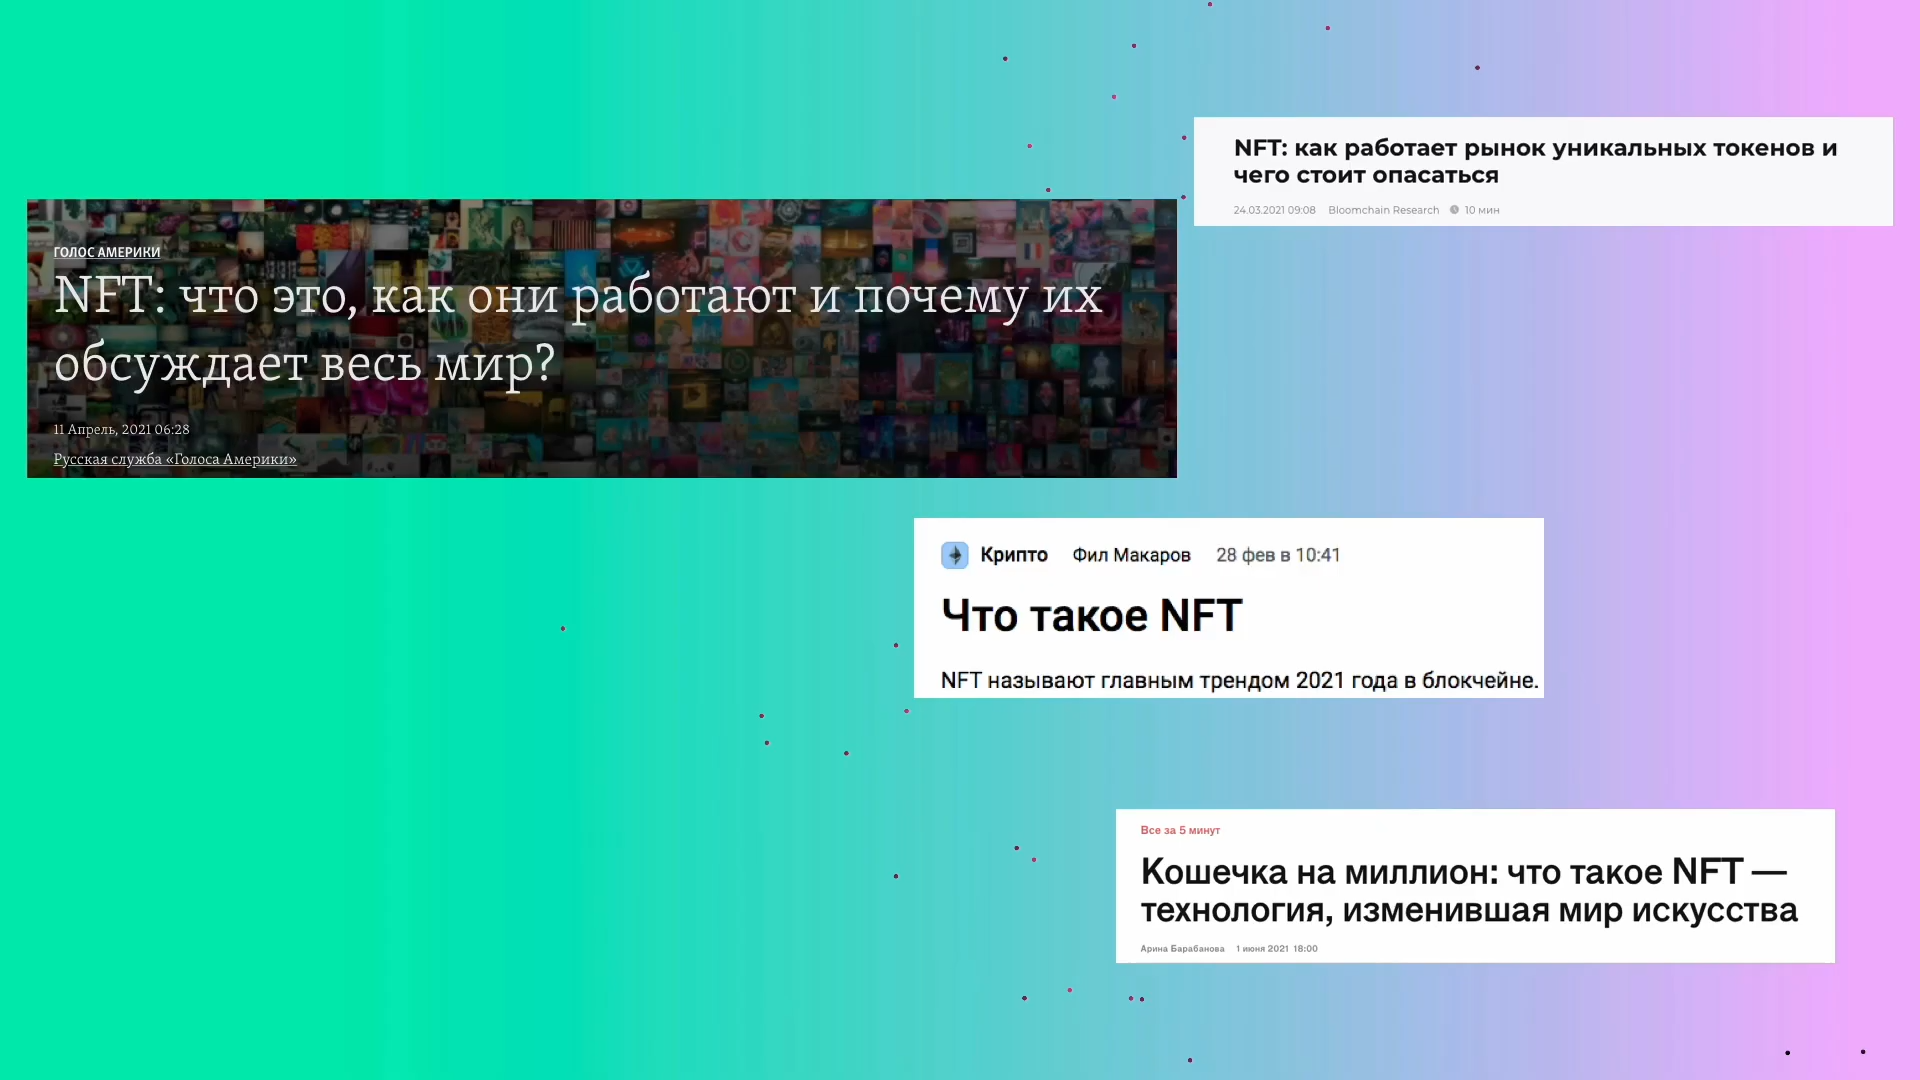 NFT: как работает рынок уникальных токенов и
чего стоит опасаться
24.03.2021 09:08 Bloomchain Research 10 мин
ГОЛОС АМЕРИКИ
NFT: что это, как они работают и почему их
обсуждает весь мир?
11 Апрель, 2021 06:28
Русская служба «Голоса Америки»
Крипто Фил Макаров 28 фев в 10:41
Что такое NFT
NFT называют главным трендом 2021 года в блокчейне.
Все за 5 минут
Кошечка на миллион: что такое NFT —
технология, изменившая мир искусства
Арина Барабанова 1 июня 2021 18:00